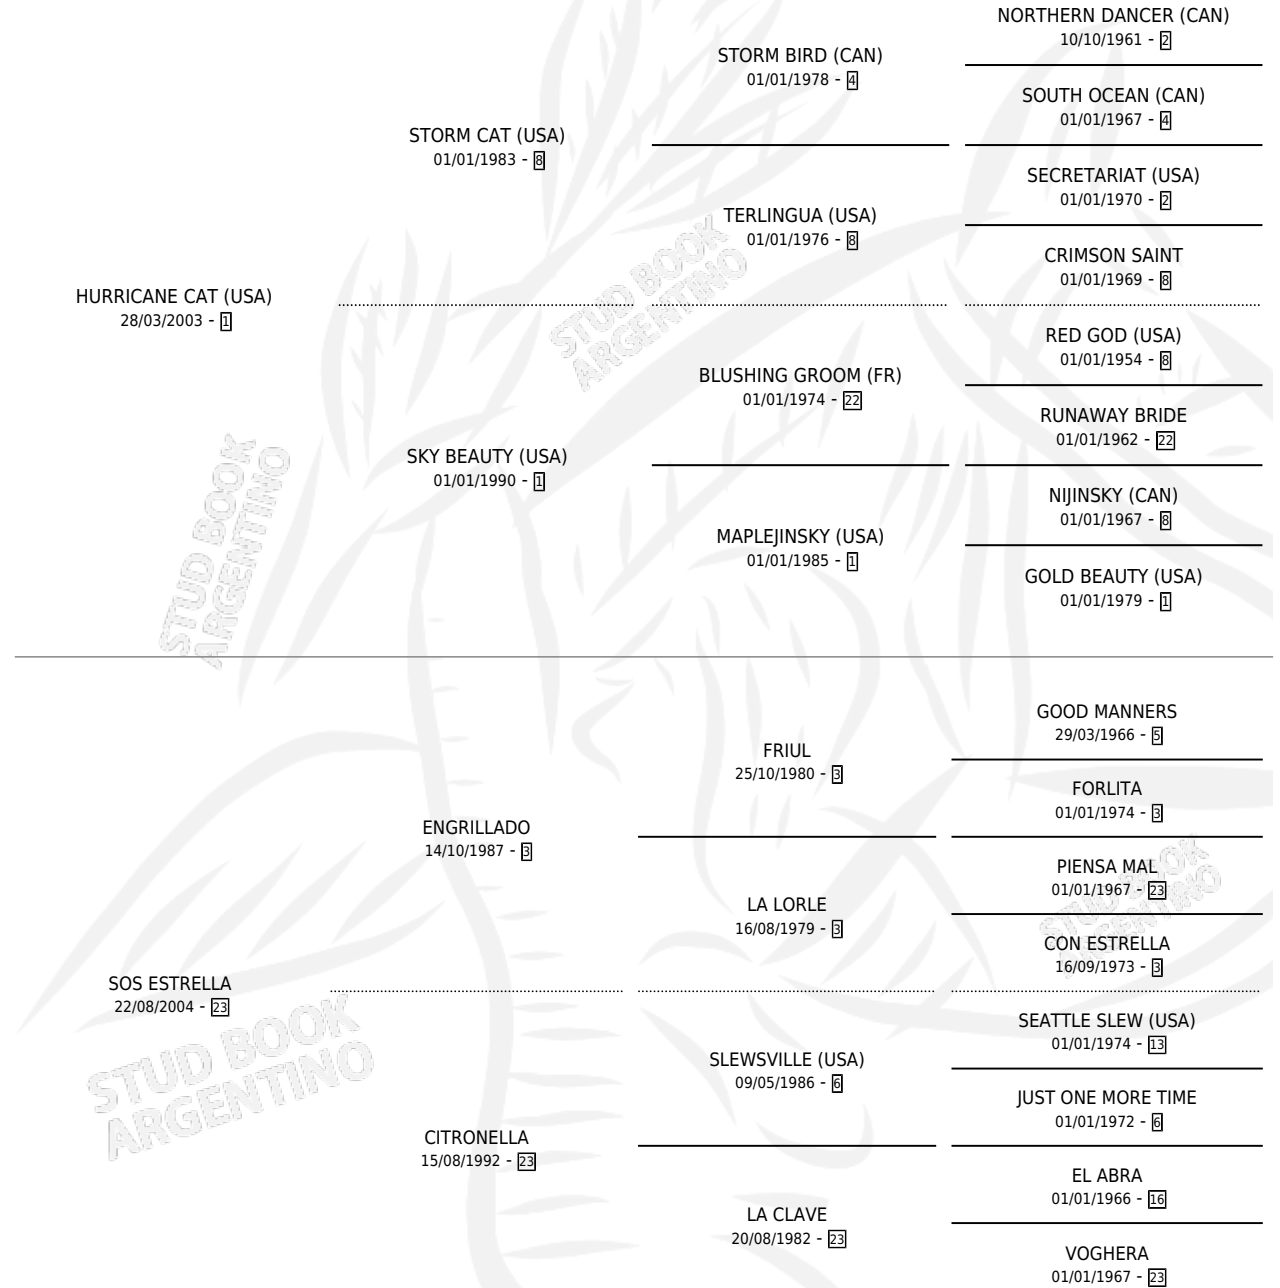 NORTHERN DANCER (CAN)
10/10/1961 - 2
STORM BIRD (CAN)
01/01/1978 - 4
SOUTH OCEAN (CAN)
01/01/1967 - 4
STORM CAT (USA)
01/01/1983 - 8
SECRETARIAT (USA)
01/01/1970 - 2
TERLINGUA (USA)
01/01/1976 - 8
CRIMSON SAINT
01/01/1969 - 8
HURRICANE CAT (USA)
28/03/2003 - 1
RED GOD (USA)
01/01/1954 - 8
BLUSHING GROOM (FR)
01/01/1974 - 22
RUNAWAY BRIDE
01/01/1962 - 22
SKY BEAUTY (USA)
01/01/1990 - 1
NIJINSKY (CAN)
01/01/1967 - 8
MAPLEJINSKY (USA)
01/01/1985 - 1
GOLD BEAUTY (USA)
01/01/1979 - 1
STUD BOOK
ARGENTINO
STUD BOOK
ARGENTINO
GOOD MANNERS
29/03/1966 - 5
FRIUL
25/10/1980 - 3
FORLITA
01/01/1974 - 3
ENGRILLADO
14/10/1987 - 3
PIENSA MAL
01/01/1967 - 23
LA LORLE
16/08/1979 - 3
CON ESTRELLA
16/09/1973 - 3
STUD BOOK
ARGENTINO
SOS ESTRELLA
22/08/2004 - 23
SEATTLE SLEW (USA)
01/01/1974 - 13
SLEWSVILLE (USA)
09/05/1986 - 6
JUST ONE MORE TIME
01/01/1972 - 6
CITRONELLA
15/08/1992 - 23
EL ABRA
01/01/1966 - 16
LA CLAVE
20/08/1982 - 23
VOGHERA
01/01/1967 - 23
STUD BOOK
ARGENTINO